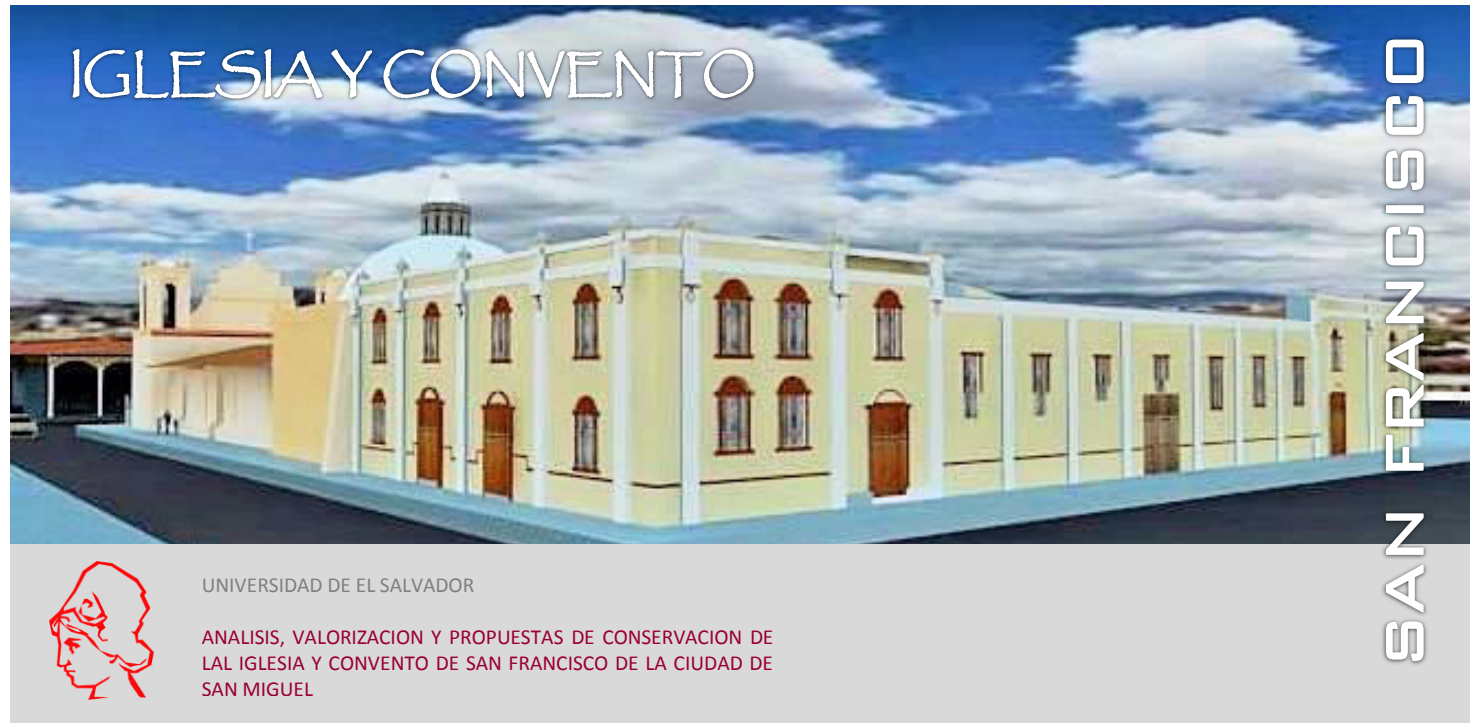 IGLESIA Y CONVENTO
SAN FRANCISCO
UNIVERSIDAD DE EL SALVADOR
ANALISIS, VALORIZACION Y PROPUESTAS DE CONSERVACION DE
LAL IGLESIA Y CONVENTO DE SAN FRANCISCO DE LA CIUDAD DE
SAN MIGUEL